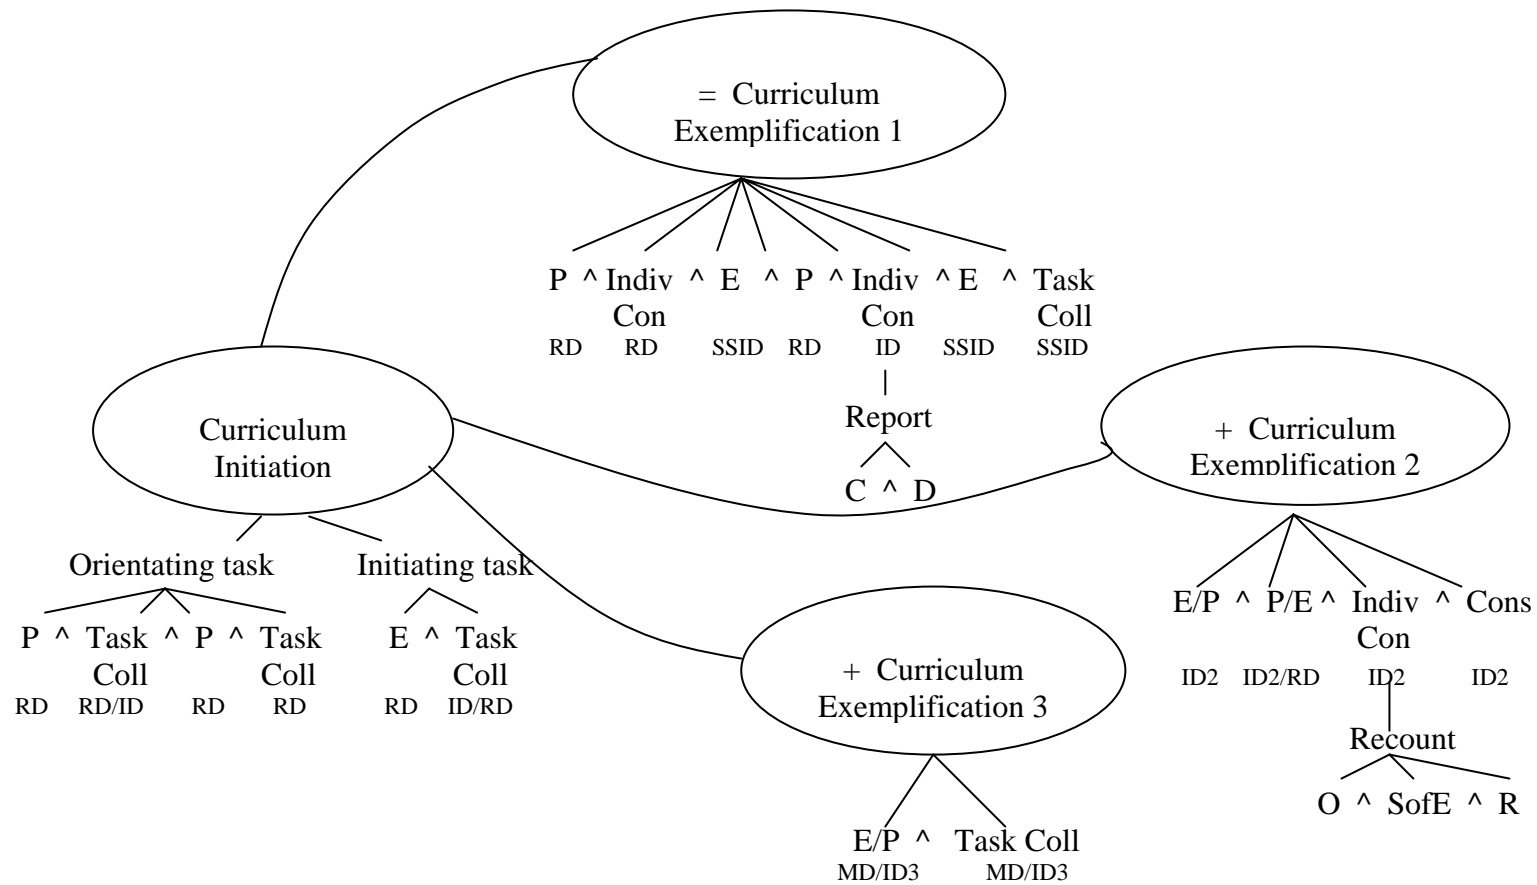 = Curriculum
Exemplification 1
P ^ Indiv ^ E ^ P ^ Indiv ^ E ^ Task
Con Con Coll
RD RD SSID RD ID SSID SSID
Report
C ^ D
Curriculum
Initiation
Orientating task Initiating task
P ^ Task ^ P ^ Task E ^ Task
Coll Coll Coll
RD RD/ID RD RD RD ID/RD
+ Curriculum
Exemplification 2
E/P ^ P/E ^ Indiv ^ Cons
Con
ID2 ID2/RD ID2 ID2
Recount
O ^ SofE ^ R
+ Curriculum
Exemplification 3
E/P ^ Task Coll
MD/ID3 MD/ID3